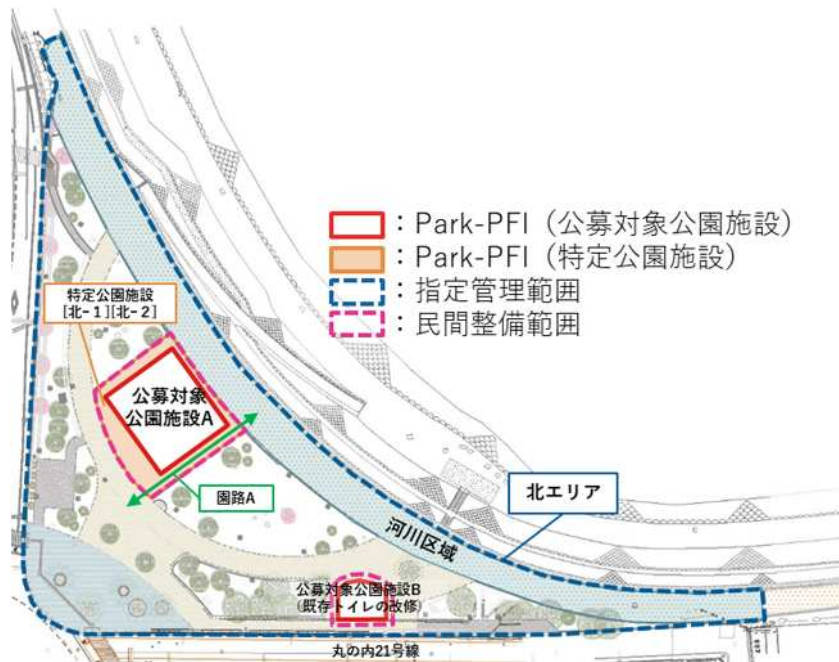 ：Park-PFI（公募対象公園施設）
：Park-PFI（特定公園施設）
：指定管理範囲
：民間整備範囲
特定公園施設
[北-1][北-2]
公募対象
公園施設A
園路A
北エリア
河川区域
公募対象公園施設B
(既存トイレの改修)
丸の内21号線